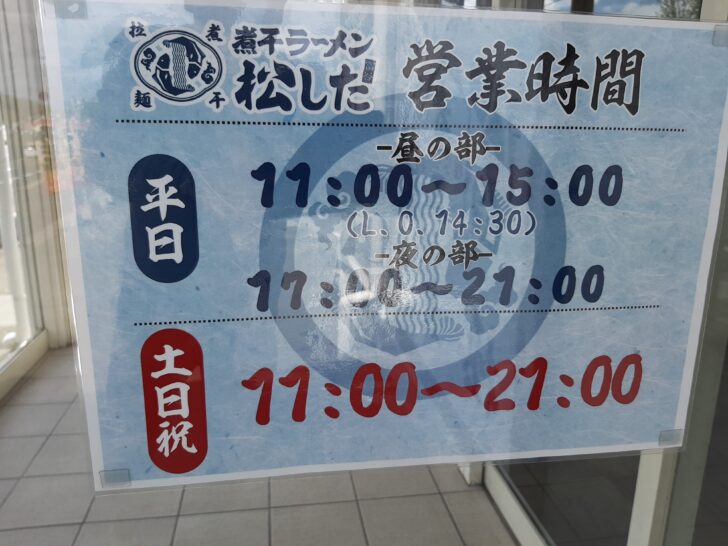 拉 煮
麺 干
煮干ラーメン
松した
営業時間
平日
-昼の部-
11:00～15:00
(L.O.14:30)
-夜の部-
17:00～21:00
土日祝
11:00～21:00